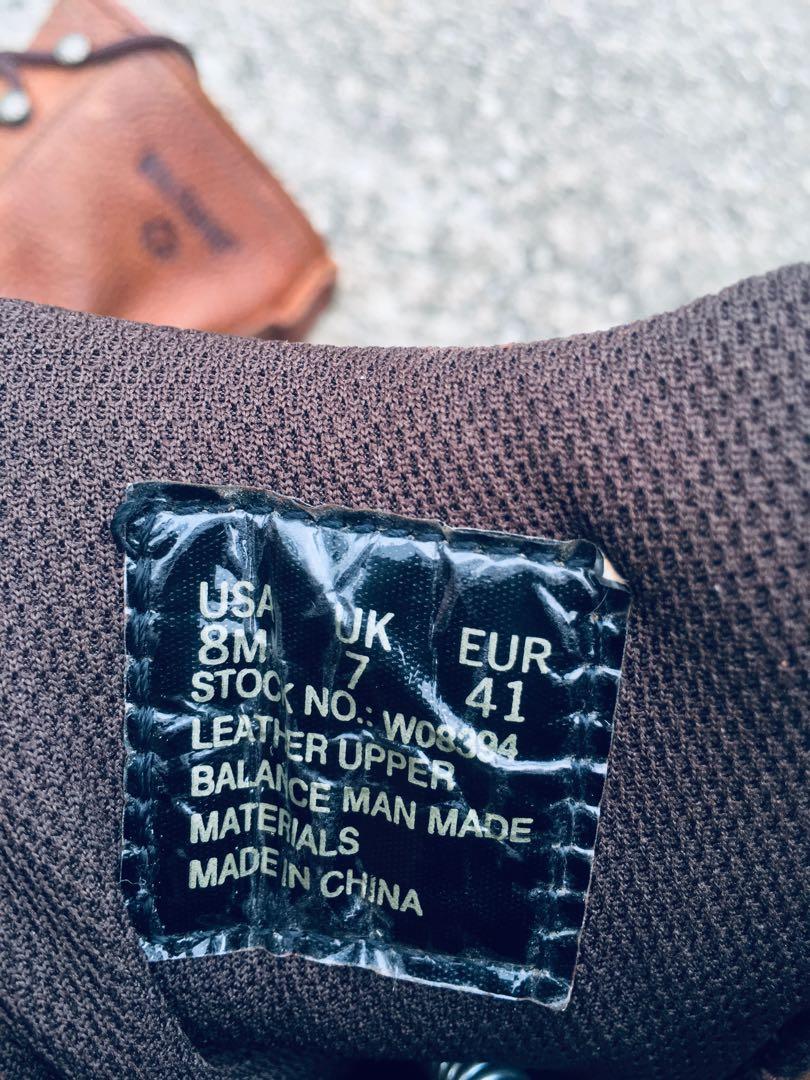 USA UK EUR
8M 7 41
STOCK NO.: W08394
LEATHER UPPER
BALANCE MAN MADE
MATERIALS
MADE IN CHINA